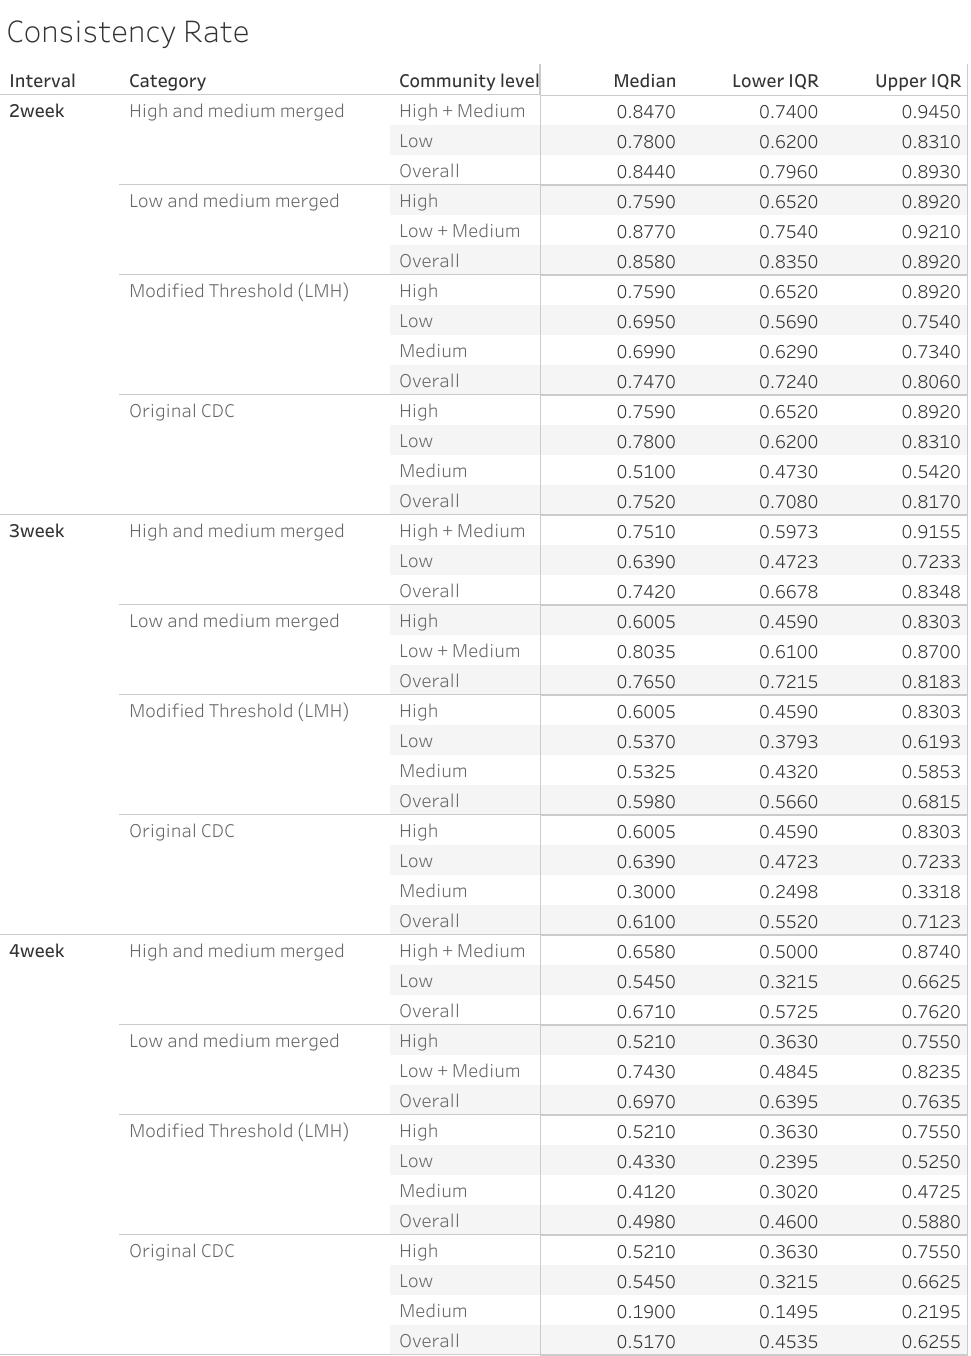 Consistency Rate
Interval Category Community level Median Lower IQR Upper IQR
2week High and medium merged High + Medium 0.8470 0.7400 0.9450
Low 0.7800 0.6200 0.8310
Overall 0.8440 0.7960 0.8930
Low and medium merged High 0.7590 0.6520 0.8920
Low + Medium 0.8770 0.7540 0.9210
Overall 0.8580 0.8350 0.8920
Modified Threshold (LMH) High 0.7590 0.6520 0.8920
Low 0.6950 0.5690 0.7540
Medium 0.6990 0.6290 0.7340
Overall 0.7470 0.7240 0.8060
Original CDC High 0.7590 0.6520 0.8920
Low 0.7800 0.6200 0.8310
Medium 0.5100 0.4730 0.5420
Overall 0.7520 0.7080 0.8170
3week High and medium merged High + Medium 0.7510 0.5973 0.9155
Low 0.6390 0.4723 0.7233
Overall 0.7420 0.6678 0.8348
Low and medium merged High 0.6005 0.4590 0.8303
Low + Medium 0.8035 0.6100 0.8700
Overall 0.7650 0.7215 0.8183
Modified Threshold (LMH) High 0.6005 0.4590 0.8303
Low 0.5370 0.3793 0.6193
Medium 0.5325 0.4320 0.5853
Overall 0.5980 0.5660 0.6815
Original CDC High 0.6005 0.4590 0.8303
Low 0.6390 0.4723 0.7233
Medium 0.3000 0.2498 0.3318
Overall 0.6100 0.5520 0.7123
4week High and medium merged High + Medium 0.6580 0.5000 0.8740
Low 0.5450 0.3215 0.6625
Overall 0.6710 0.5725 0.7620
Low and medium merged High 0.5210 0.3630 0.7550
Low + Medium 0.7430 0.4845 0.8235
Overall 0.6970 0.6395 0.7635
Modified Threshold (LMH) High 0.5210 0.3630 0.7550
Low 0.4330 0.2395 0.5250
Medium 0.4120 0.3020 0.4725
Overall 0.4980 0.4600 0.5880
Original CDC High 0.5210 0.3630 0.7550
Low 0.5450 0.3215 0.6625
Medium 0.1900 0.1495 0.2195
Overall 0.5170 0.4535 0.6255